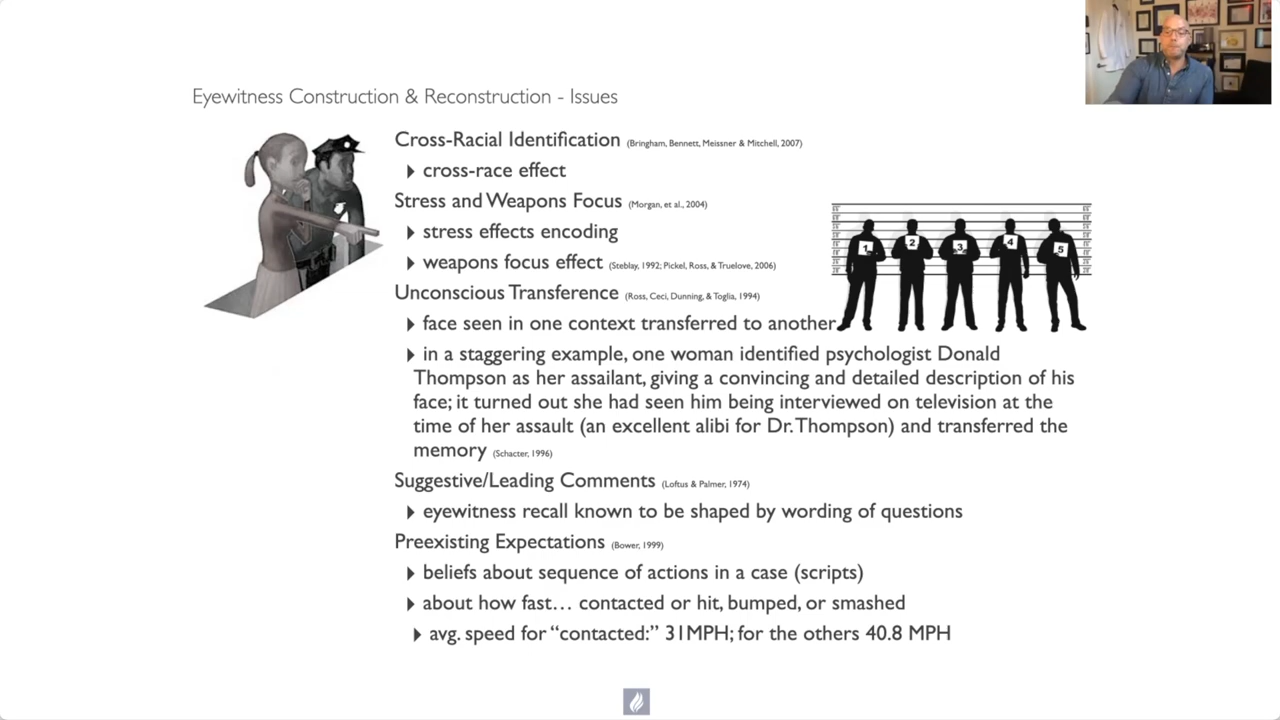 Eyewitness Construction & Reconstruction - Issues
Cross-Racial Identification (Bringham, Bennett, Meissner & Mitchell, 2007)
cross-race effect
Stress and Weapons Focus (Morgan, et al., 2004)
stress effects encoding
weapons focus effect (Steblay, 1992; Pickel, Ross, & Truelove, 2006)
Unconscious Transference (Ross, Ceci, Dunning, & Toglia, 1994)
face seen in one context transferred to another
1 2 3 4 5
in a staggering example, one woman identified psychologist Donald
Thompson as her assailant, giving a convincing and detailed description of his
face; it turned out she had seen him being interviewed on television at the
time of her assault (an excellent alibi for Dr. Thompson) and transferred the
memory (Schacter, 1996)
Suggestive/Leading Comments (Loftus & Palmer, 1974)
eyewitness recall known to be shaped by wording of questions
Preexisting Expectations (Bower, 1999)
beliefs about sequence of actions in a case (scripts)
about how fast… contacted or hit, bumped, or smashed
avg. speed for “contacted:” 31MPH; for the others 40.8 MPH